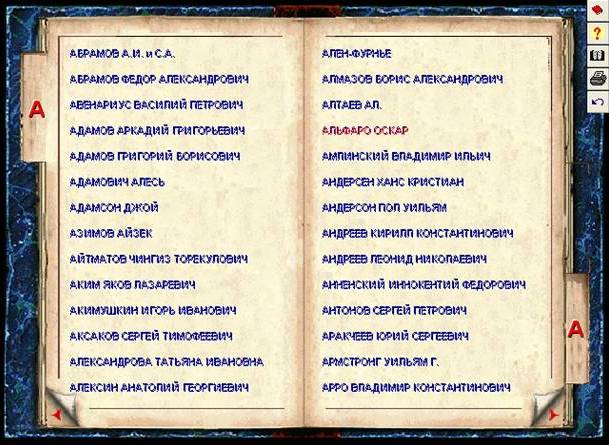 А
АБРАМОВ А.И. и С.А.
АБРАМОВ ФЕДОР АЛЕКСАНДРОВИЧ
АВЕНАРИУС ВАСИЛИЙ ПЕТРОВИЧ
АДАМОВ АРКАДИЙ ГРИГОРЬЕВИЧ
АДАМОВ ГРИГОРИЙ БОРИСОВИЧ
АДАМОВИЧ АЛЕСЬ
АДАМСОН ДЖОЙ
АЗИМОВ АЙЗЕК
АЙТМАТОВ ЧИНГИЗ ТОРЕКУЛОВИЧ
АКИМ ЯКОВ ЛАЗАРЕВИЧ
АКИМУШКИН ИГОРЬ ИВАНОВИЧ
АКСАКОВ СЕРГЕЙ ТИМОФЕЕВИЧ
АЛЕКСАНДРОВА ТАТЬЯНА ИВАНОВНА
АЛЕКСИН АНАТОЛИЙ ГЕОРГИЕВИЧ
АЛЕН-ФУРНЬЕ
АЛМАЗОВ БОРИС АЛЕКСАНДРОВИЧ
АЛТАЕВ АЛ.
АЛЬФАРО ОСКАР
АМЛИНСКИЙ ВЛАДИМИР ИЛЬИЧ
АНДЕРСЕН ХАНС КРИСТИАН
АНДЕРСОН ПОЛ УИЛЬЯМ
АНДРЕЕВ КИРИЛЛ КОНСТАНТИНОВИЧ
АНДРЕЕВ ЛЕОНИД НИКОЛАЕВИЧ
АННЕНСКИЙ ИННОКЕНТИЙ ФЕДОРОВИЧ
АНТОНОВ СЕРГЕЙ ПЕТРОВИЧ
АРАКЧЕЕВ ЮРИЙ СЕРГЕЕВИЧ
АРМСТРОНГ УИЛЬЯМ Г.
АРРО ВЛАДИМИР КОНСТАНТИНОВИЧ
А
?